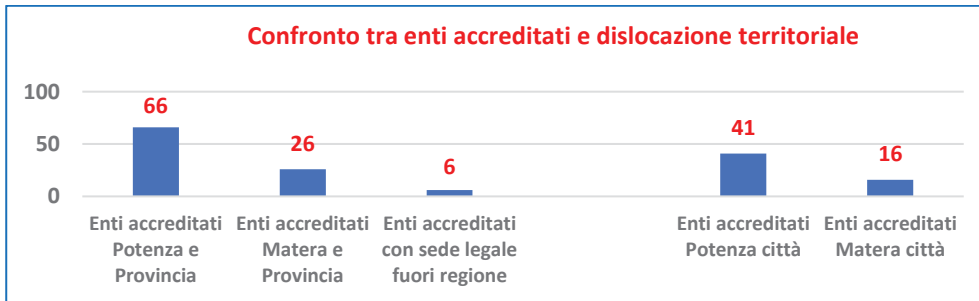 Confronto tra enti accreditati e dislocazione territoriale
100
50
0
66
26
6
41
16
Enti accreditati
Potenza e
Provincia
Enti accreditati
Matera e
Provincia
Enti accreditati
con sede legale
fuori regione
Enti accreditati
Potenza città
Enti accreditati
Matera città